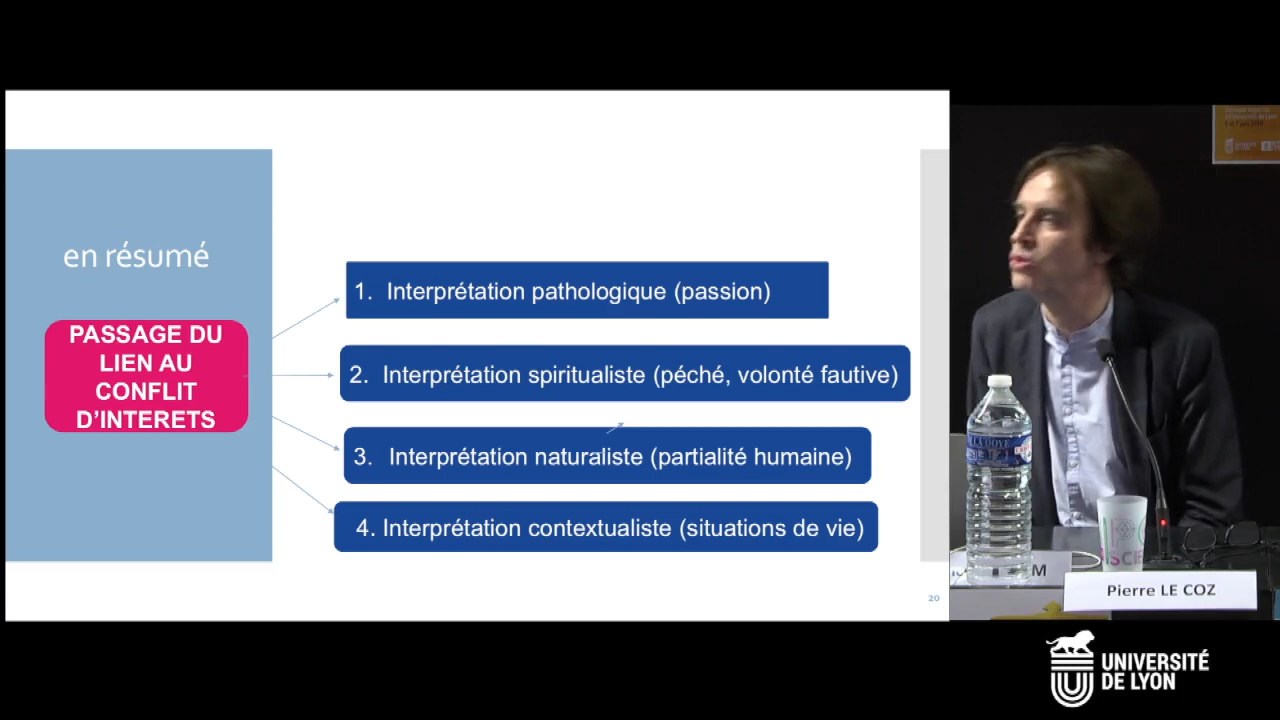 en résumé
PASSAGE DU
LIEN AU
CONFLIT
D'INTERETS
1. Interprétation pathologique (passion)
2. Interprétation spiritualiste (péché, volonté fautive)
3. Interprétation naturaliste (partialité humaine)
4. Interprétation contextualiste (situations de vie)
20
Pierre LE COZ
UNIVERSITÉ
DE LYON